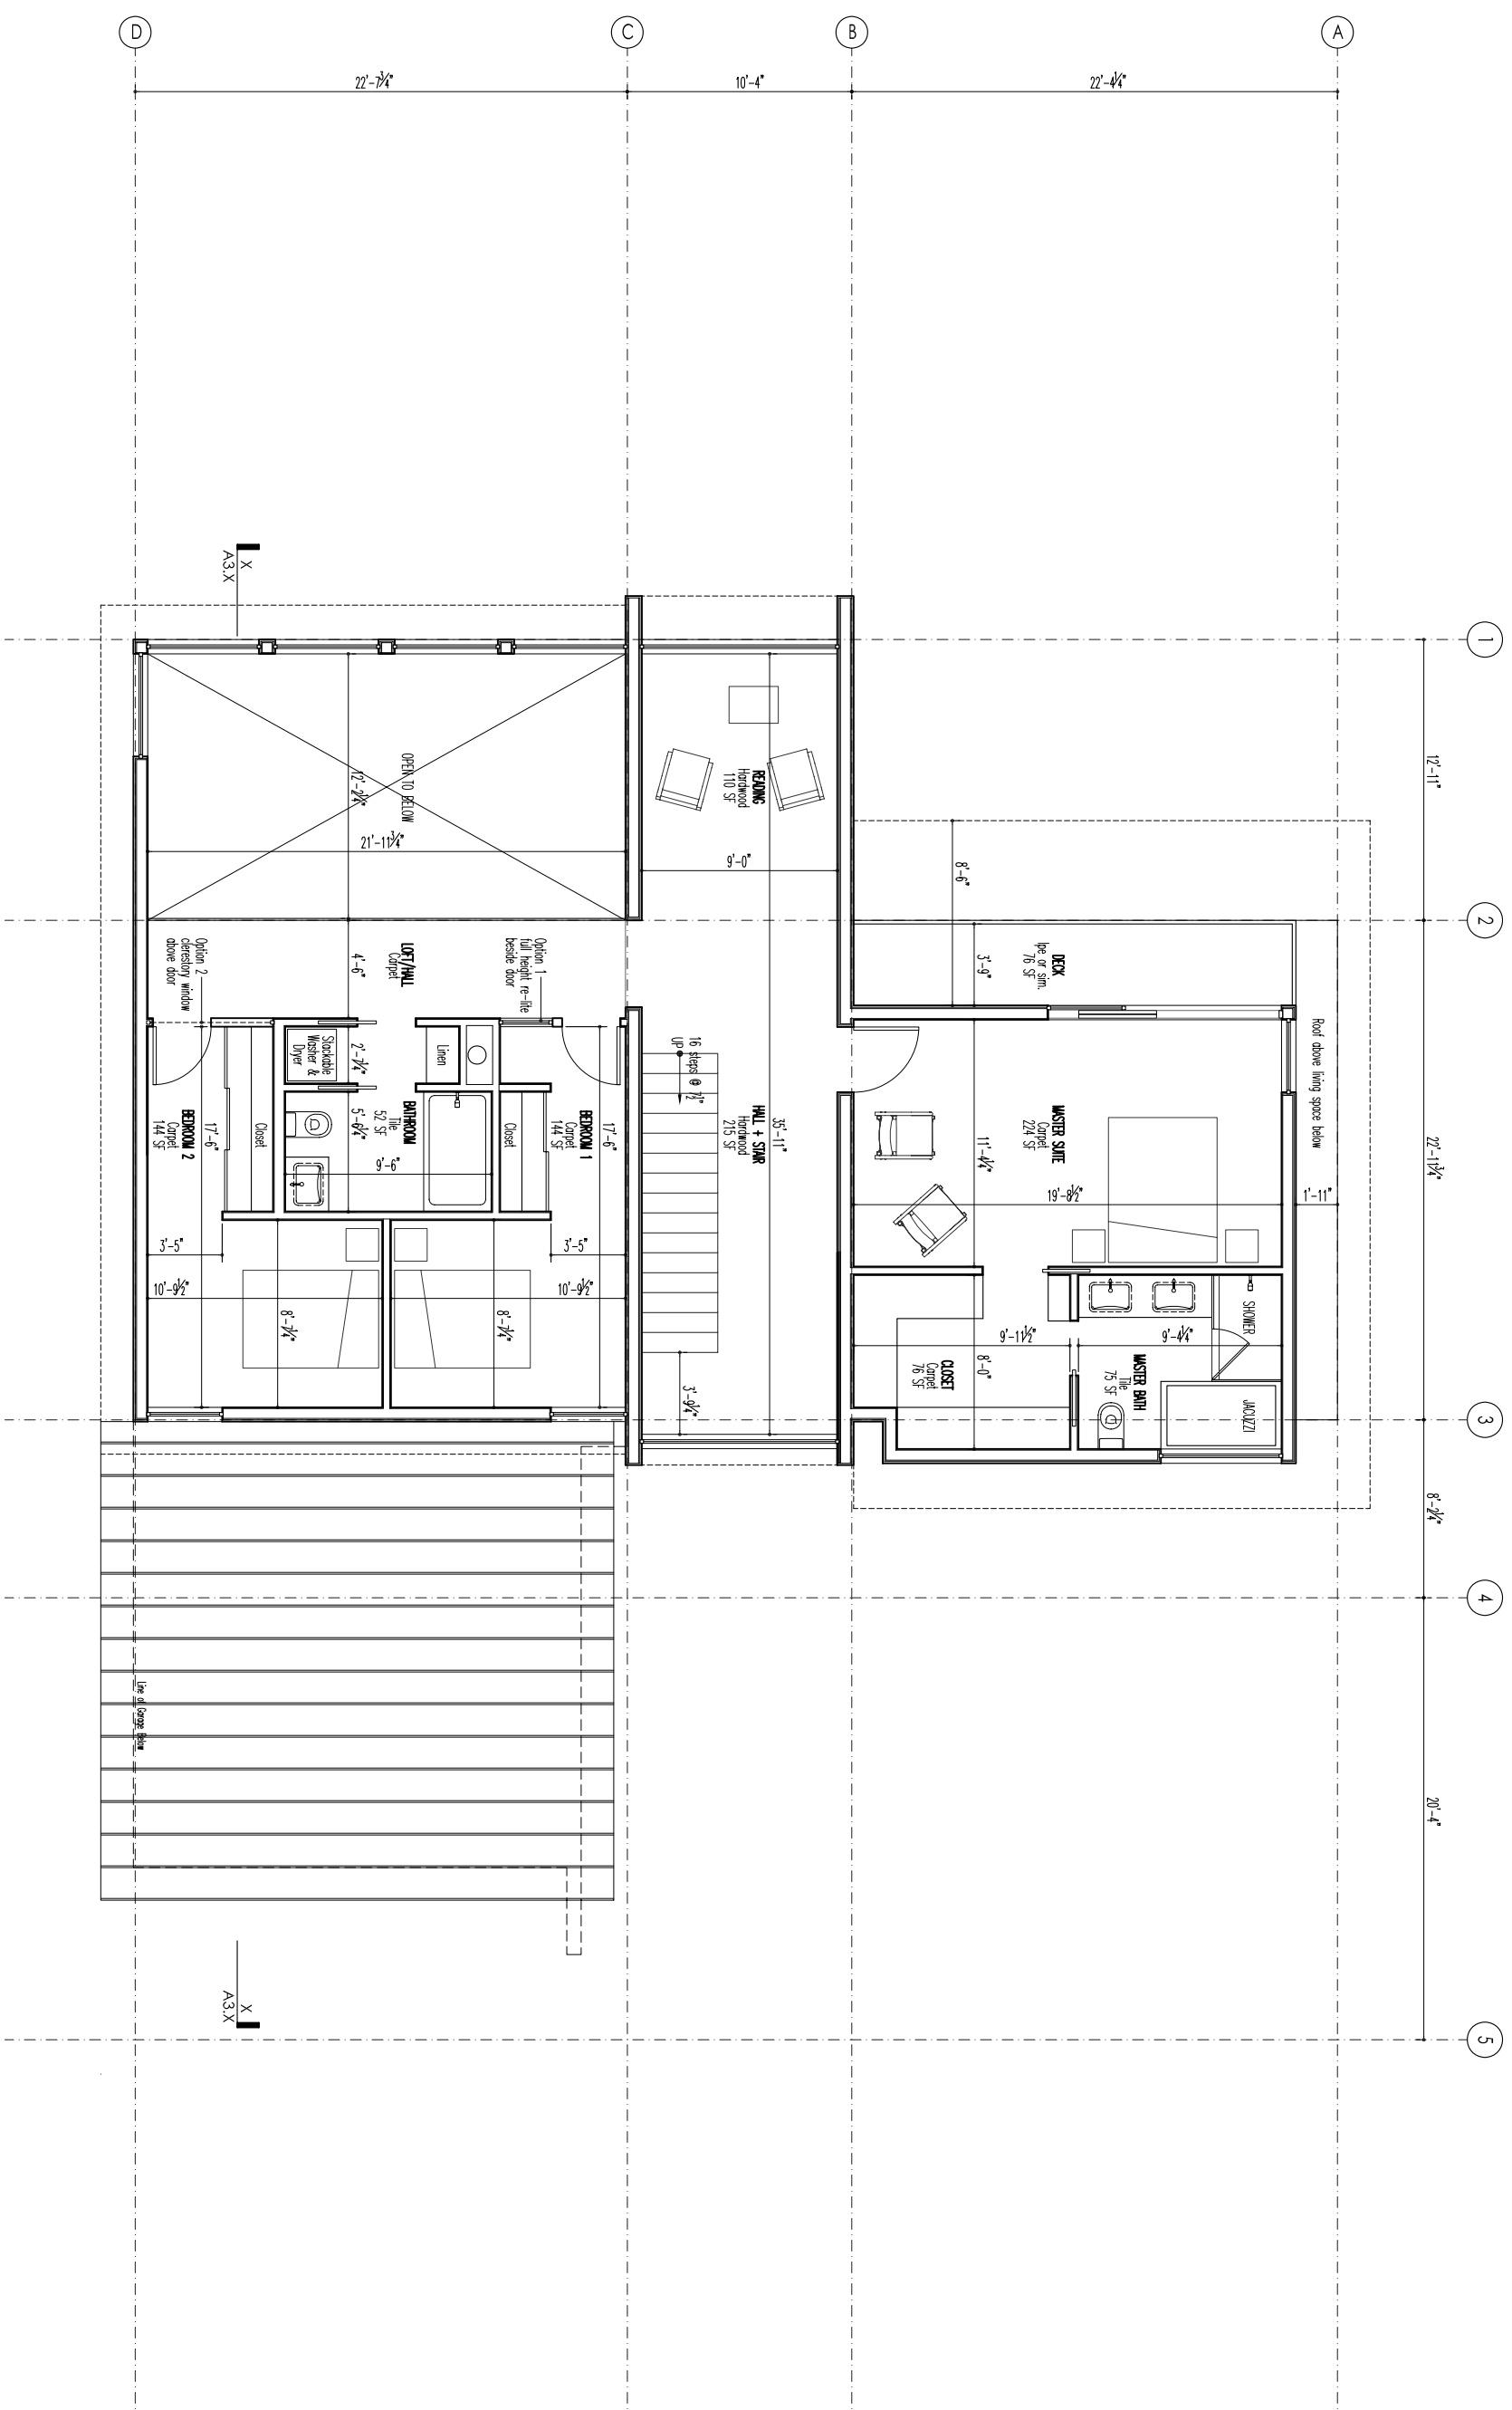 D
C
B
A
22'-7¾"
10'-4"
22'-4¼"
1
2
3
4
5
12'-11"
22'-11¾"
8'-2¼"
20'-4"
X
A3.X
OPEN TO BELOW
12'-2¼"
21'-11¾"
READING
Hardwood
110 SF
9'-0"
8'-6"
DECK
Ipe or sim.
76 SF
3'-9"
Roof above living space below
1'-11"
Option 2
clerestory window
above door
LOFT/HALL
Carpet
4'-6"
Option 1
full height re-lite
beside door
Stackable
Washer &
Dryer
2'-7¼"
Linen
16 steps @ 7½"
UP
HALL + STAIR
Hardwood
215 SF
35'-11"
MASTER SUITE
Carpet
224 SF
11'-4¼"
19'-8½"
BEDROOM 2
Carpet
144 SF
17'-6"
Closet
BATHROOM
Tile
52 SF
5'-6¼"
9'-6"
Closet
BEDROOM 1
Carpet
144 SF
17'-6"
3'-5"
3'-5"
10'-9½"
10'-9½"
8'-7¼"
8'-7¼"
3'-9¼"
9'-11½"
9'-4¼"
SHOWER
CLOSET
Carpet
76 SF
8'-0"
MASTER BATH
Tile
75 SF
JACUZZI
Line of Garage Below
X
A3.X